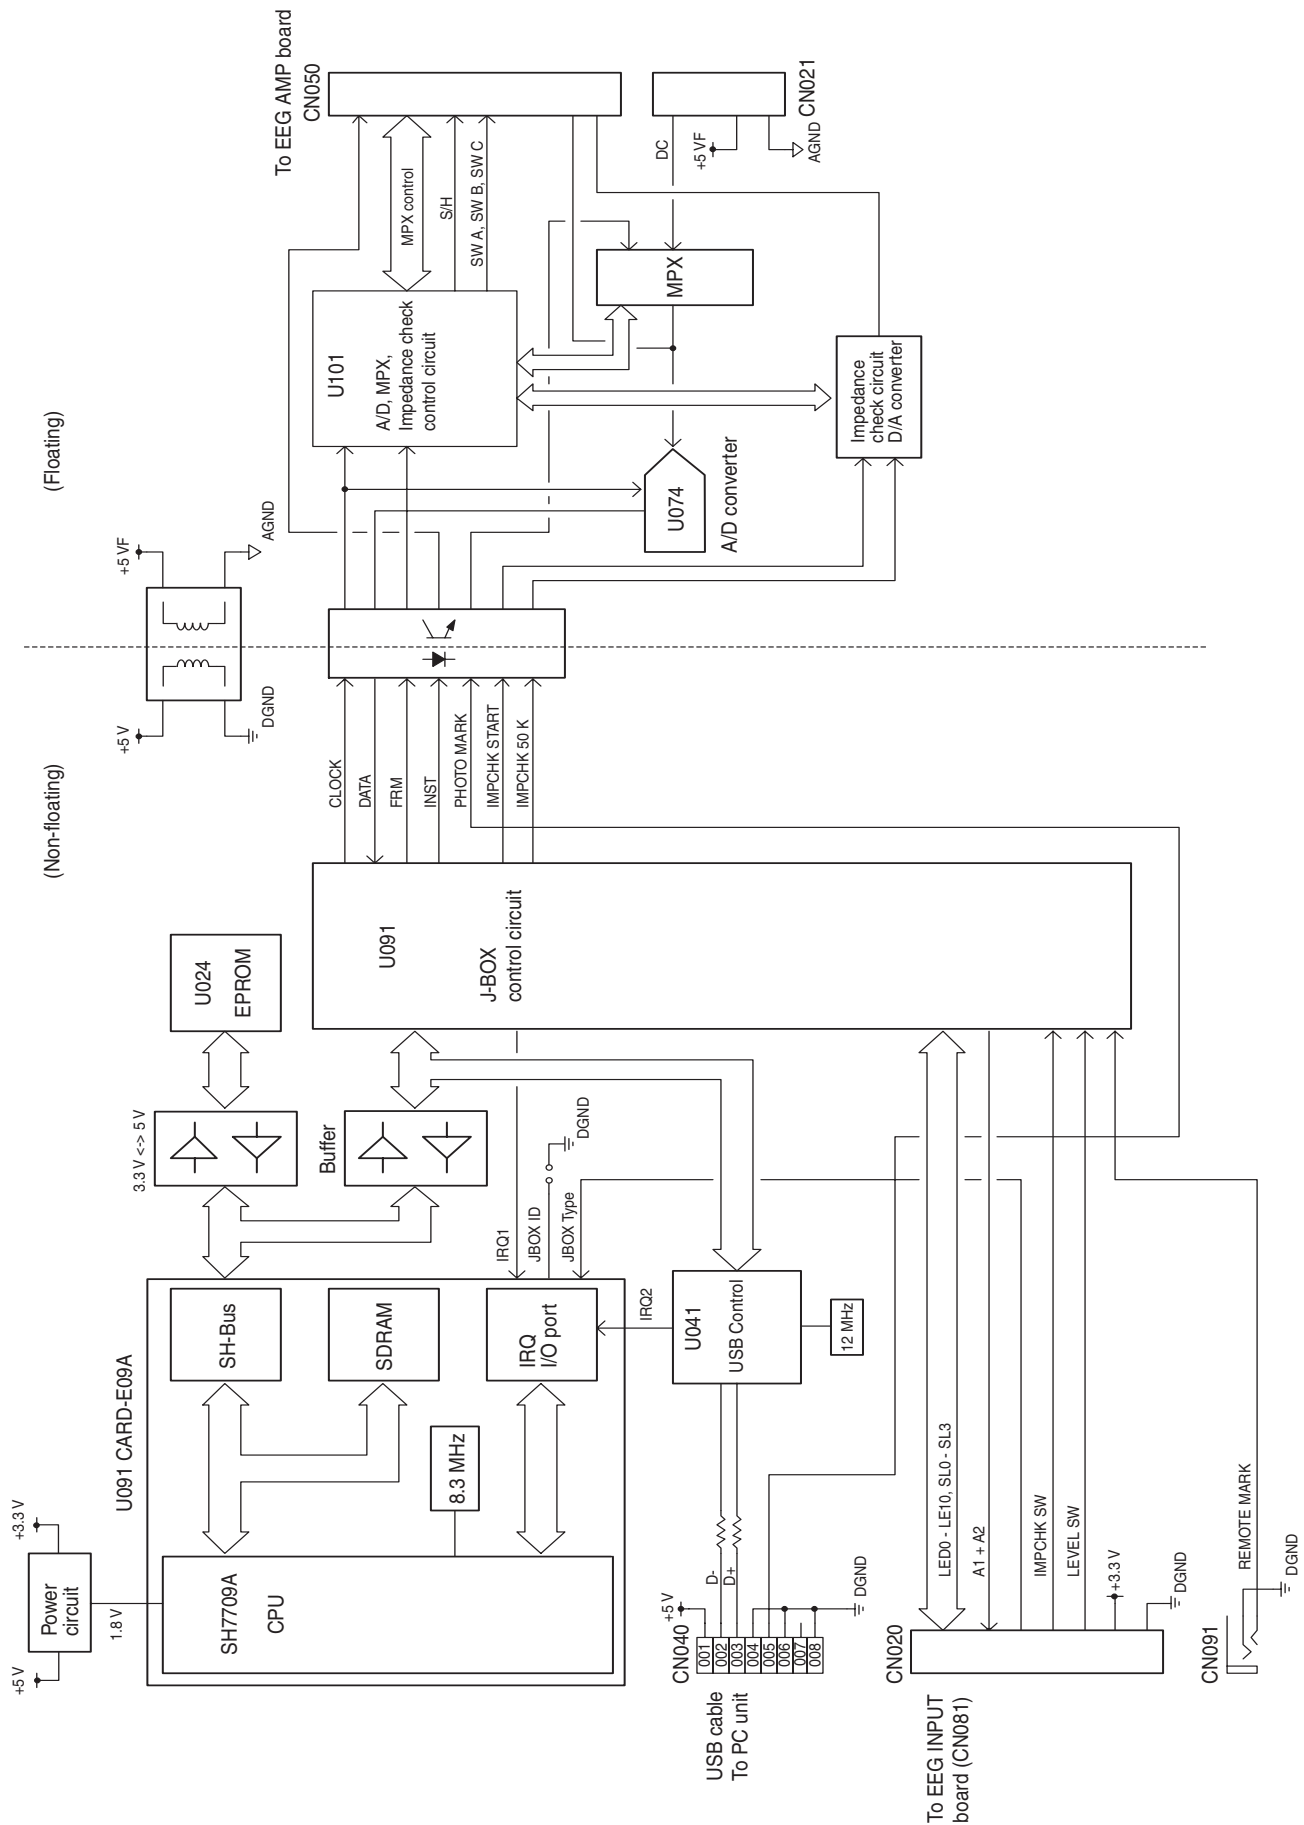 (Non-floating)
(Floating)
+5 V
+3.3 V
Power
circuit
1.8 V
U091 CARD-E09A
SH7709A
CPU
8.3 MHz
SH-Bus
SDRAM
IRQ
I/O port
3.3 V <-> 5 V
Buffer
U024
EPROM
IRQ1
JBOX ID
JBOX Type
DGND
IRQ2
U041
USB Control
12 MHz
U091
J-BOX
control circuit
+5 V
DGND
+5 VF
AGND
CLOCK
DATA
FRM
INST
PHOTO MARK
IMPCHK START
IMPCHK 50 K
U101
A/D, MPX,
Impedance check
control circuit
U074
A/D converter
MPX
Impedance
check circuit
D/A converter
MPX control
S/H
SW A, SW B, SW C
To EEG AMP board
CN050
DC
+5 VF
AGND
CN021
USB cable
To PC unit
CN040
001
002
003
004
005
006
007
008
+5 V
D-
D+
DGND
To EEG INPUT
board (CN081)
CN020
LED0 - LE10, SL0 - SL3
A1 + A2
IMPCHK SW
LEVEL SW
+3.3 V
DGND
CN091
REMOTE MARK
DGND